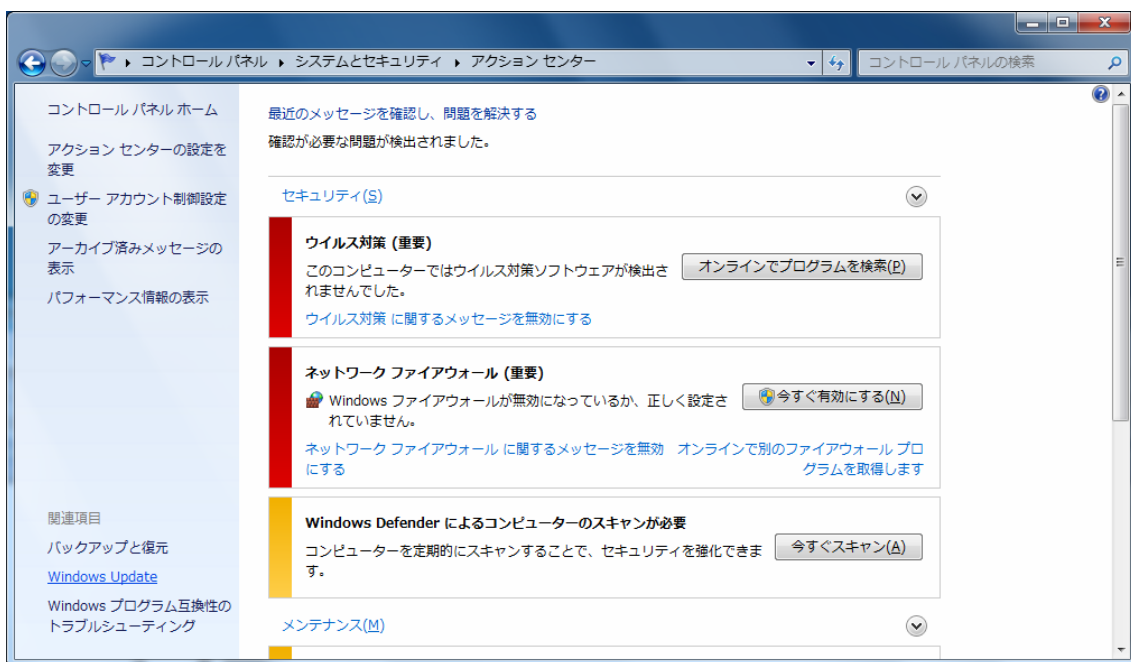 コントロール パネル ▸ システムとセキュリティ ▸ アクション センター
コントロール パネルの検索
コントロール パネル ホーム
アクション センターの設定を
変更
ユーザー アカウント制御設定
の変更
アーカイブ済みメッセージの
表示
パフォーマンス情報の表示
関連項目
バックアップと復元
Windows Update
Windows プログラム互換性の
トラブルシューティング
最近のメッセージを確認し、問題を解決する
確認が必要な問題が検出されました。
セキュリティ(S)
ウイルス対策 (重要)
このコンピューターではウイルス対策ソフトウェアが検出さ
れませんでした。
オンラインでプログラムを検索(P)
ウイルス対策 に関するメッセージを無効にする
ネットワーク ファイアウォール (重要)
Windows ファイアウォールが無効になっているか、正しく設定さ
れていません。
今すぐ有効にする(N)
ネットワーク ファイアウォール に関するメッセージを無効
にする
オンラインで別のファイアウォール プロ
グラムを取得します
Windows Defender によるコンピューターのスキャンが必要
コンピューターを定期的にスキャンすることで、セキュリティを強化できま
す。
今すぐスキャン(A)
メンテナンス(M)